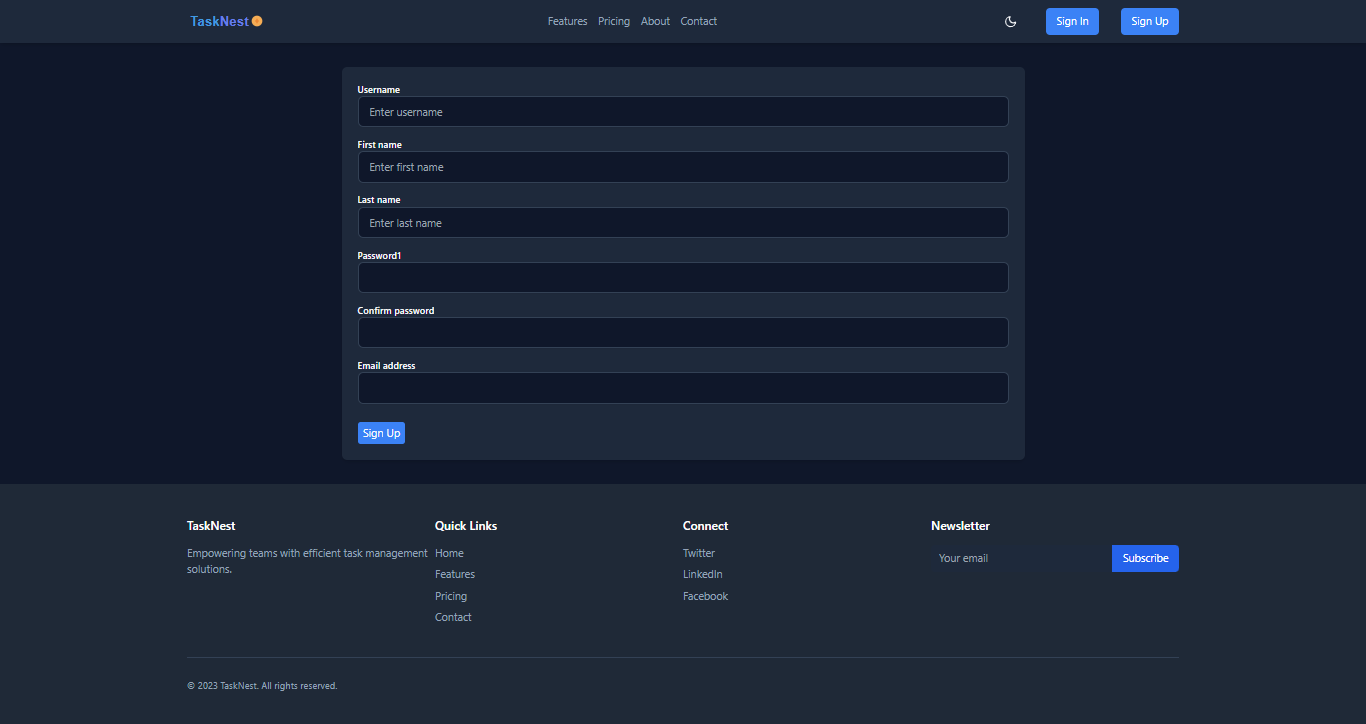 TaskNest
Features Pricing About Contact
Sign In
Sign Up
Username
Enter username
First name
Enter first name
Last name
Enter last name
Password1
Confirm password
Email address
Sign Up
TaskNest
Empowering teams with efficient task management
solutions.
Quick Links
Home
Features
Pricing
Contact
Connect
Twitter
LinkedIn
Facebook
Newsletter
Your email
Subscribe
© 2023 TaskNest. All rights reserved.